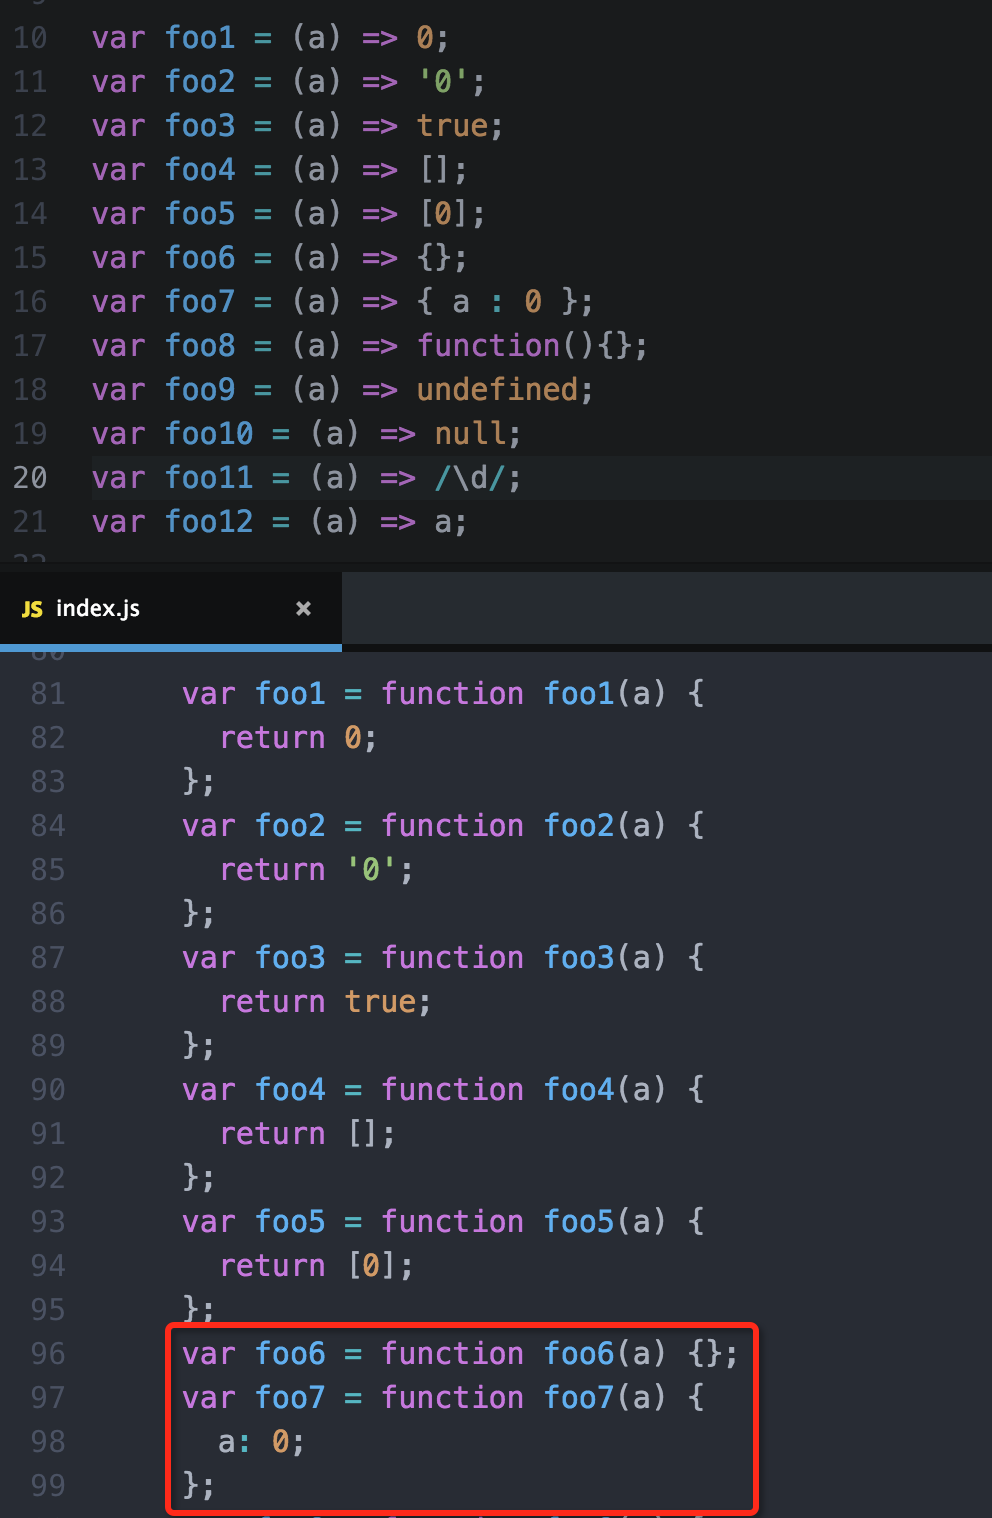 10 var foo1 = (a) => 0;
11 var foo2 = (a) => '0';
12 var foo3 = (a) => true;
13 var foo4 = (a) => [];
14 var foo5 = (a) => [0];
15 var foo6 = (a) => {};
16 var foo7 = (a) => { a : 0 };
17 var foo8 = (a) => function(){};
18 var foo9 = (a) => undefined;
19 var foo10 = (a) => null;
20 var foo11 = (a) => /\d/;
21 var foo12 = (a) => a;
JS index.js ×
81 var foo1 = function foo1(a) {
82 return 0;
83 };
84 var foo2 = function foo2(a) {
85 return '0';
86 };
87 var foo3 = function foo3(a) {
88 return true;
89 };
90 var foo4 = function foo4(a) {
91 return [];
92 };
93 var foo5 = function foo5(a) {
94 return [0];
95 };
96 var foo6 = function foo6(a) {};
97 var foo7 = function foo7(a) {
98 a: 0;
99 };